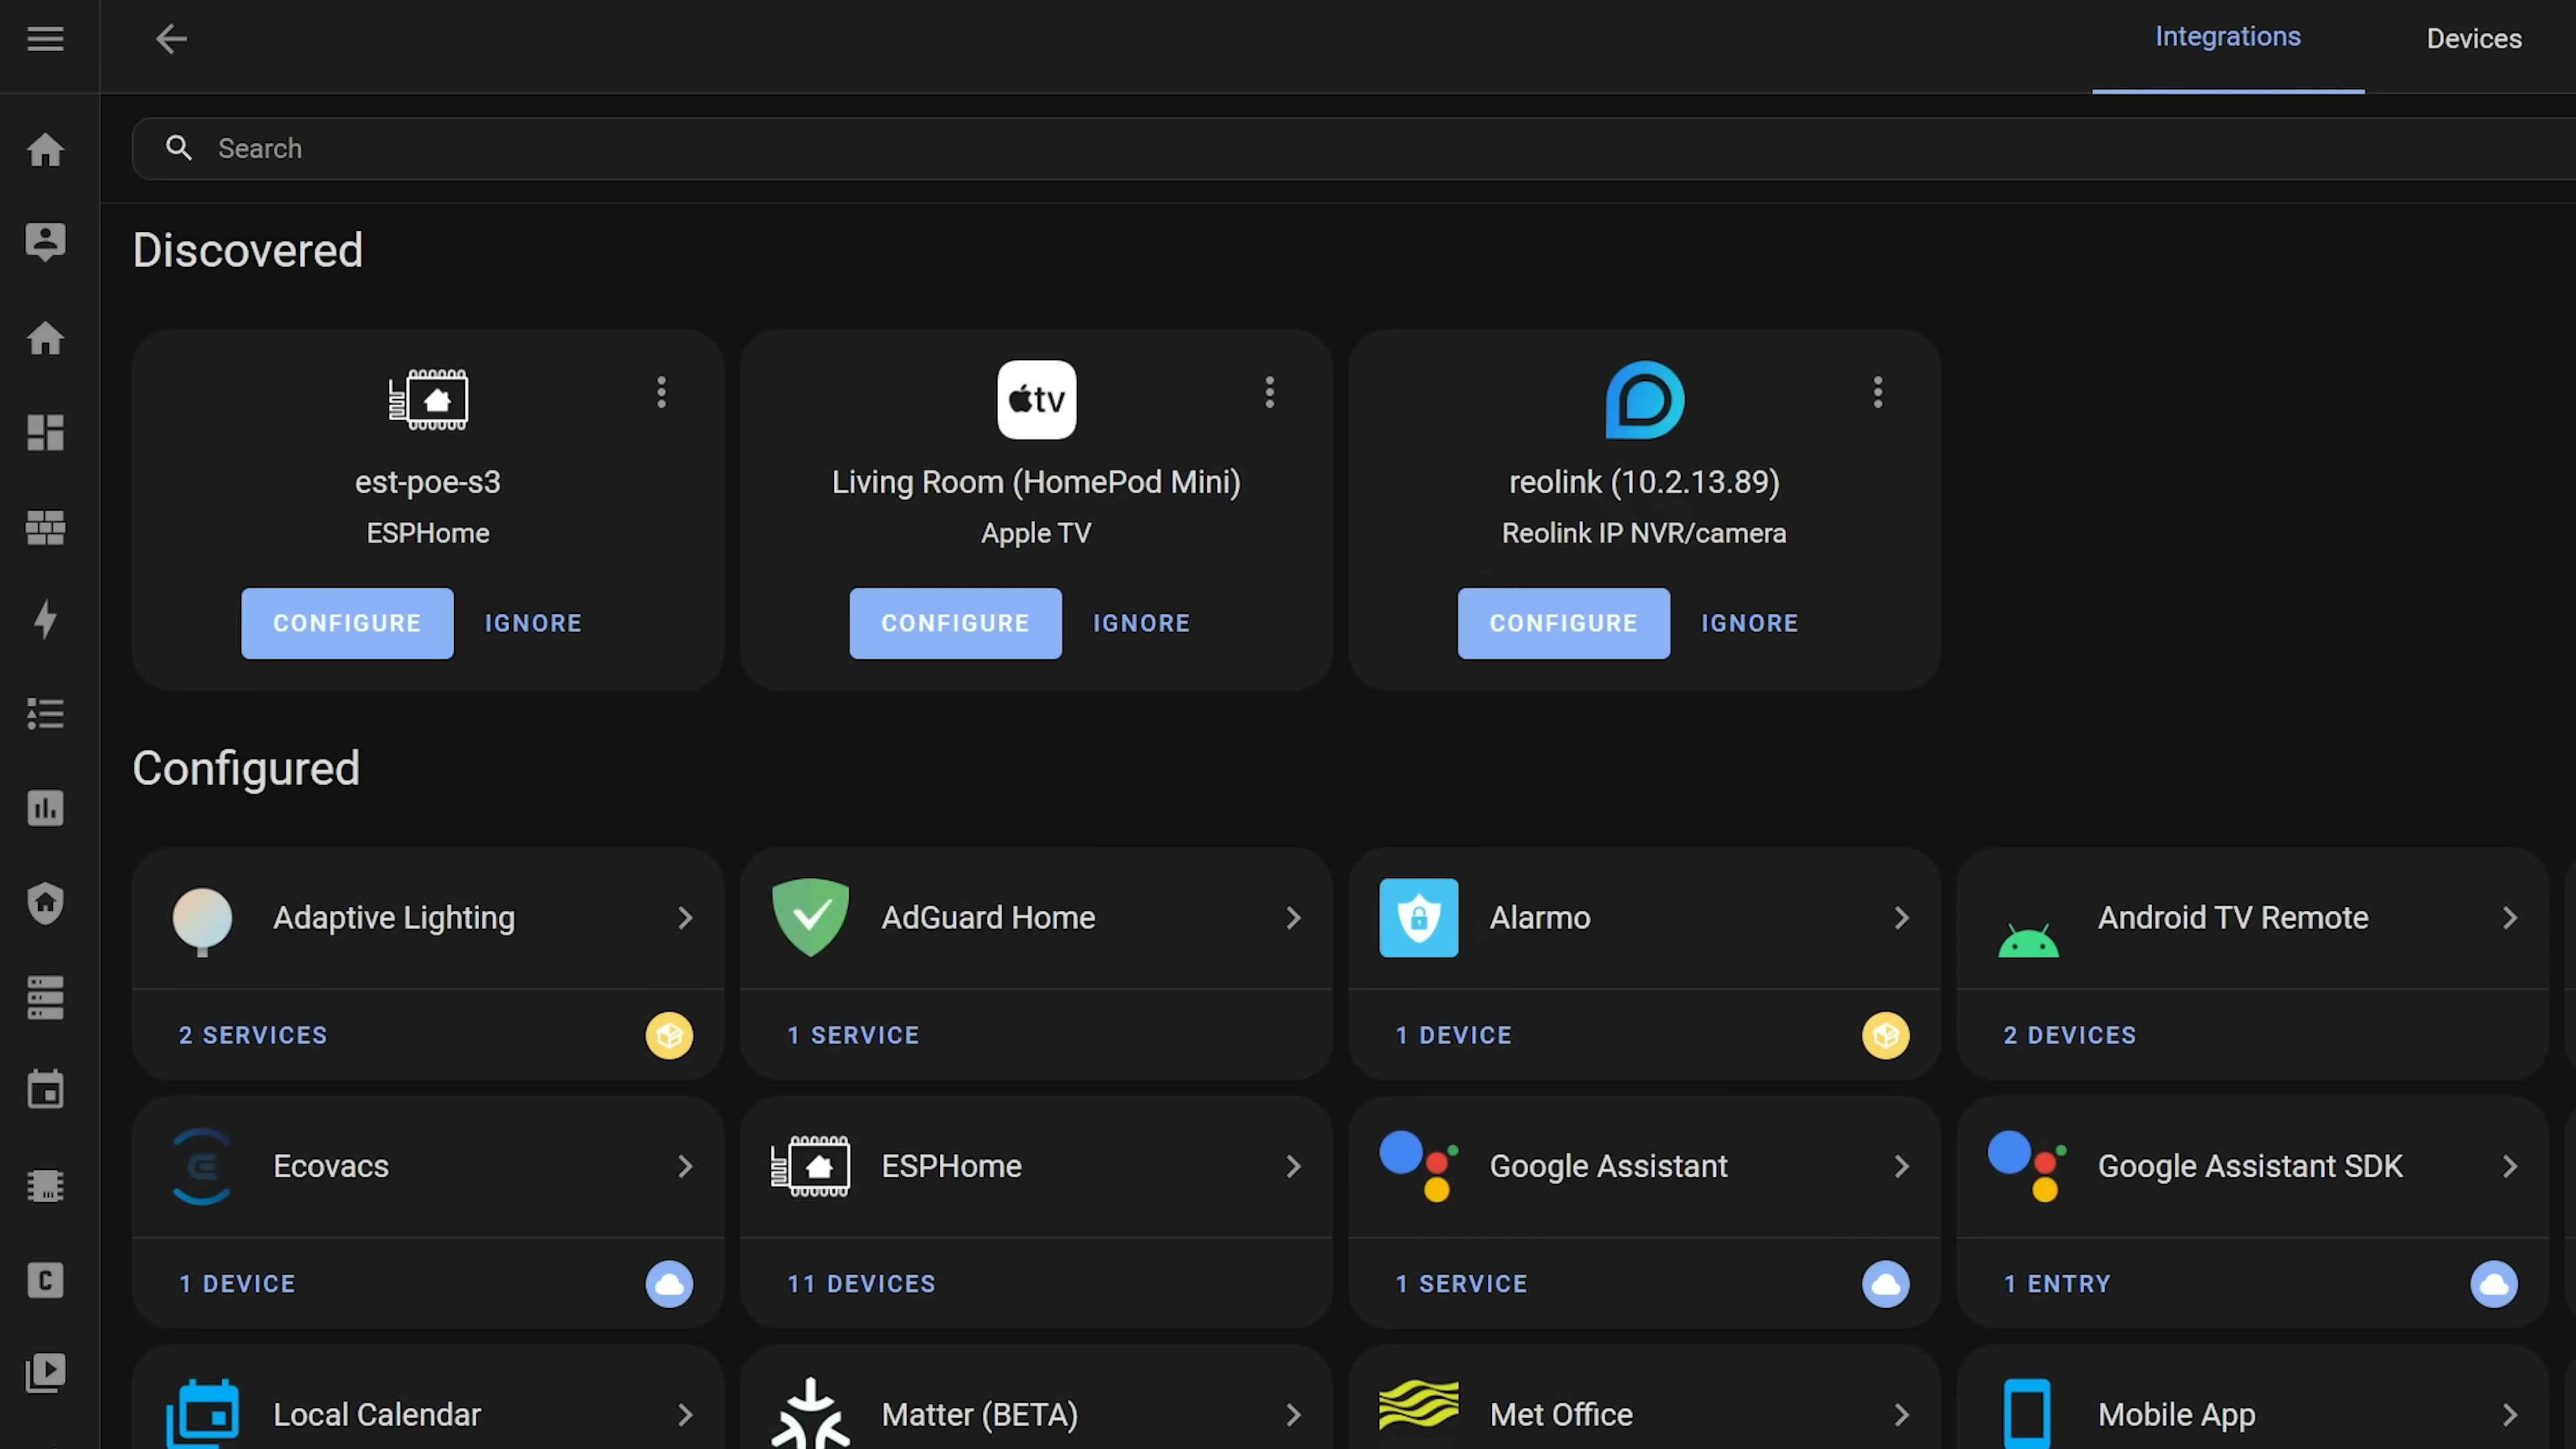 Integrations
Devices
Search
Discovered
tv
est-poe-s3
ESPHome
CONFIGURE
IGNORE
Living Room (HomePod Mini)
Apple TV
CONFIGURE
IGNORE
reolink (10.2.13.89)
Reolink IP NVR/camera
CONFIGURE
IGNORE
Configured
Adaptive Lighting
2 SERVICES
AdGuard Home
1 SERVICE
Alarmo
1 DEVICE
Android TV Remote
2 DEVICES
Ecovacs
1 DEVICE
ESPHome
11 DEVICES
Google Assistant
1 SERVICE
Google Assistant SDK
1 ENTRY
C
Local Calendar
Matter (BETA)
Met Office
Mobile App